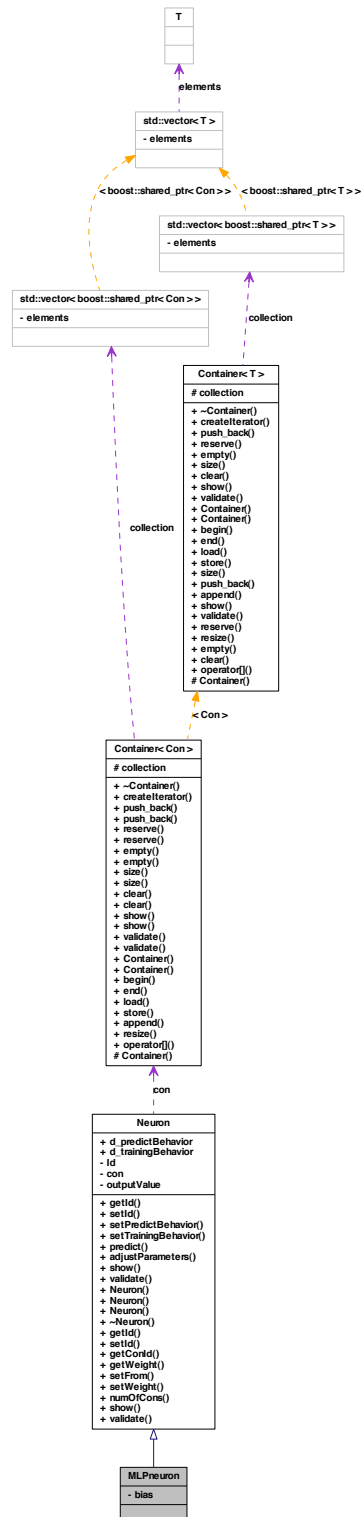 T
elements
std::vector< T >
- elements
< boost::shared_ptr< Con > >
< boost::shared_ptr< T > >
std::vector< boost::shared_ptr< T > >
- elements
std::vector< boost::shared_ptr< Con > >
- elements
collection
Container< T >
# collection
+ ~Container()
+ createIterator()
+ push_back()
+ reserve()
+ empty()
+ size()
+ clear()
+ show()
+ validate()
+ Container()
+ Container()
+ begin()
+ end()
+ load()
+ store()
+ size()
+ push_back()
+ append()
+ show()
+ validate()
+ reserve()
+ resize()
+ empty()
+ clear()
+ operator[]()
# Container()
collection
< Con >
Container< Con >
# collection
+ ~Container()
+ createIterator()
+ push_back()
+ push_back()
+ reserve()
+ reserve()
+ empty()
+ empty()
+ size()
+ size()
+ clear()
+ clear()
+ show()
+ show()
+ validate()
+ validate()
+ Container()
+ Container()
+ begin()
+ end()
+ load()
+ store()
+ append()
+ resize()
+ operator[]()
# Container()
con
Neuron
+ d_predictBehavior
+ d_trainingBehavior
- Id
- con
- outputValue
+ getId()
+ setId()
+ setPredictBehavior()
+ setTrainingBehavior()
+ predict()
+ adjustParameters()
+ show()
+ validate()
+ Neuron()
+ Neuron()
+ Neuron()
+ ~Neuron()
+ getId()
+ setId()
+ getConId()
+ getWeight()
+ setFrom()
+ setWeight()
+ numOfCons()
+ show()
+ validate()
MLPneuron
- bias